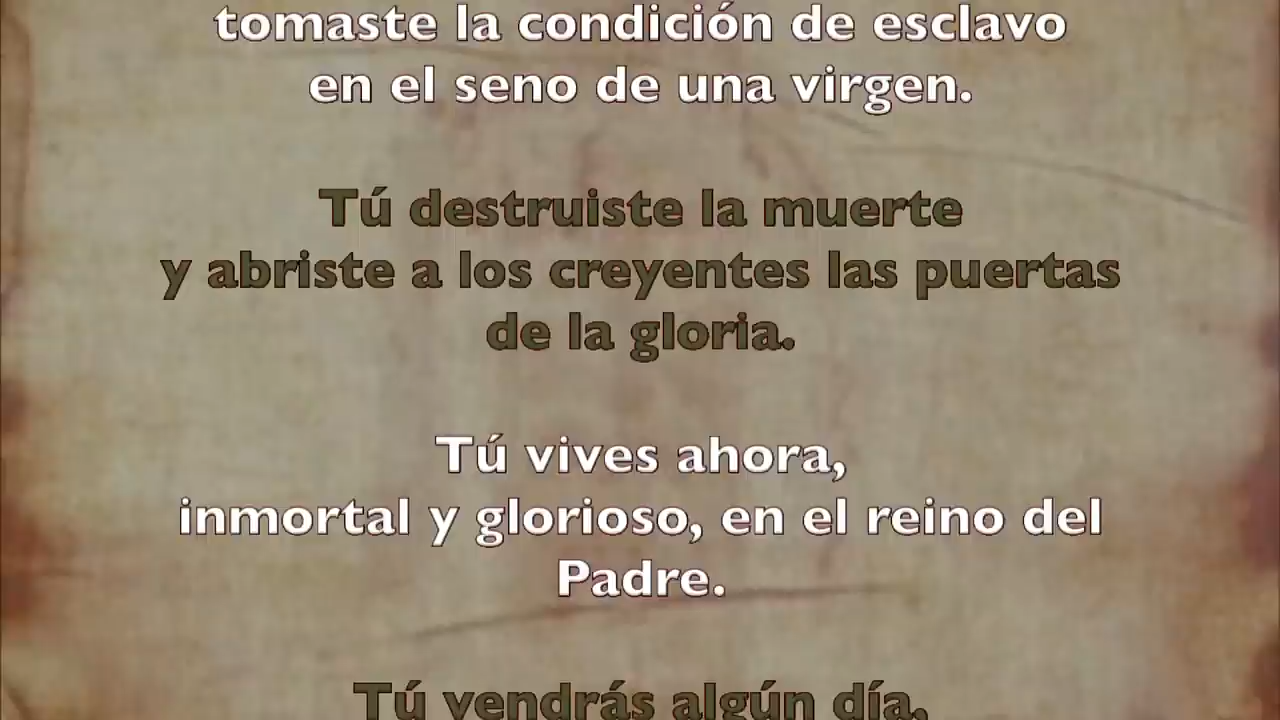 tomaste la condición de esclavo
en el seno de una virgen.
Tú destruiste la muerte
y abriste a los creyentes las puertas
de la gloria.
Tú vives ahora,
inmortal y glorioso, en el reino del
Padre.
Tú vendrás algún día,